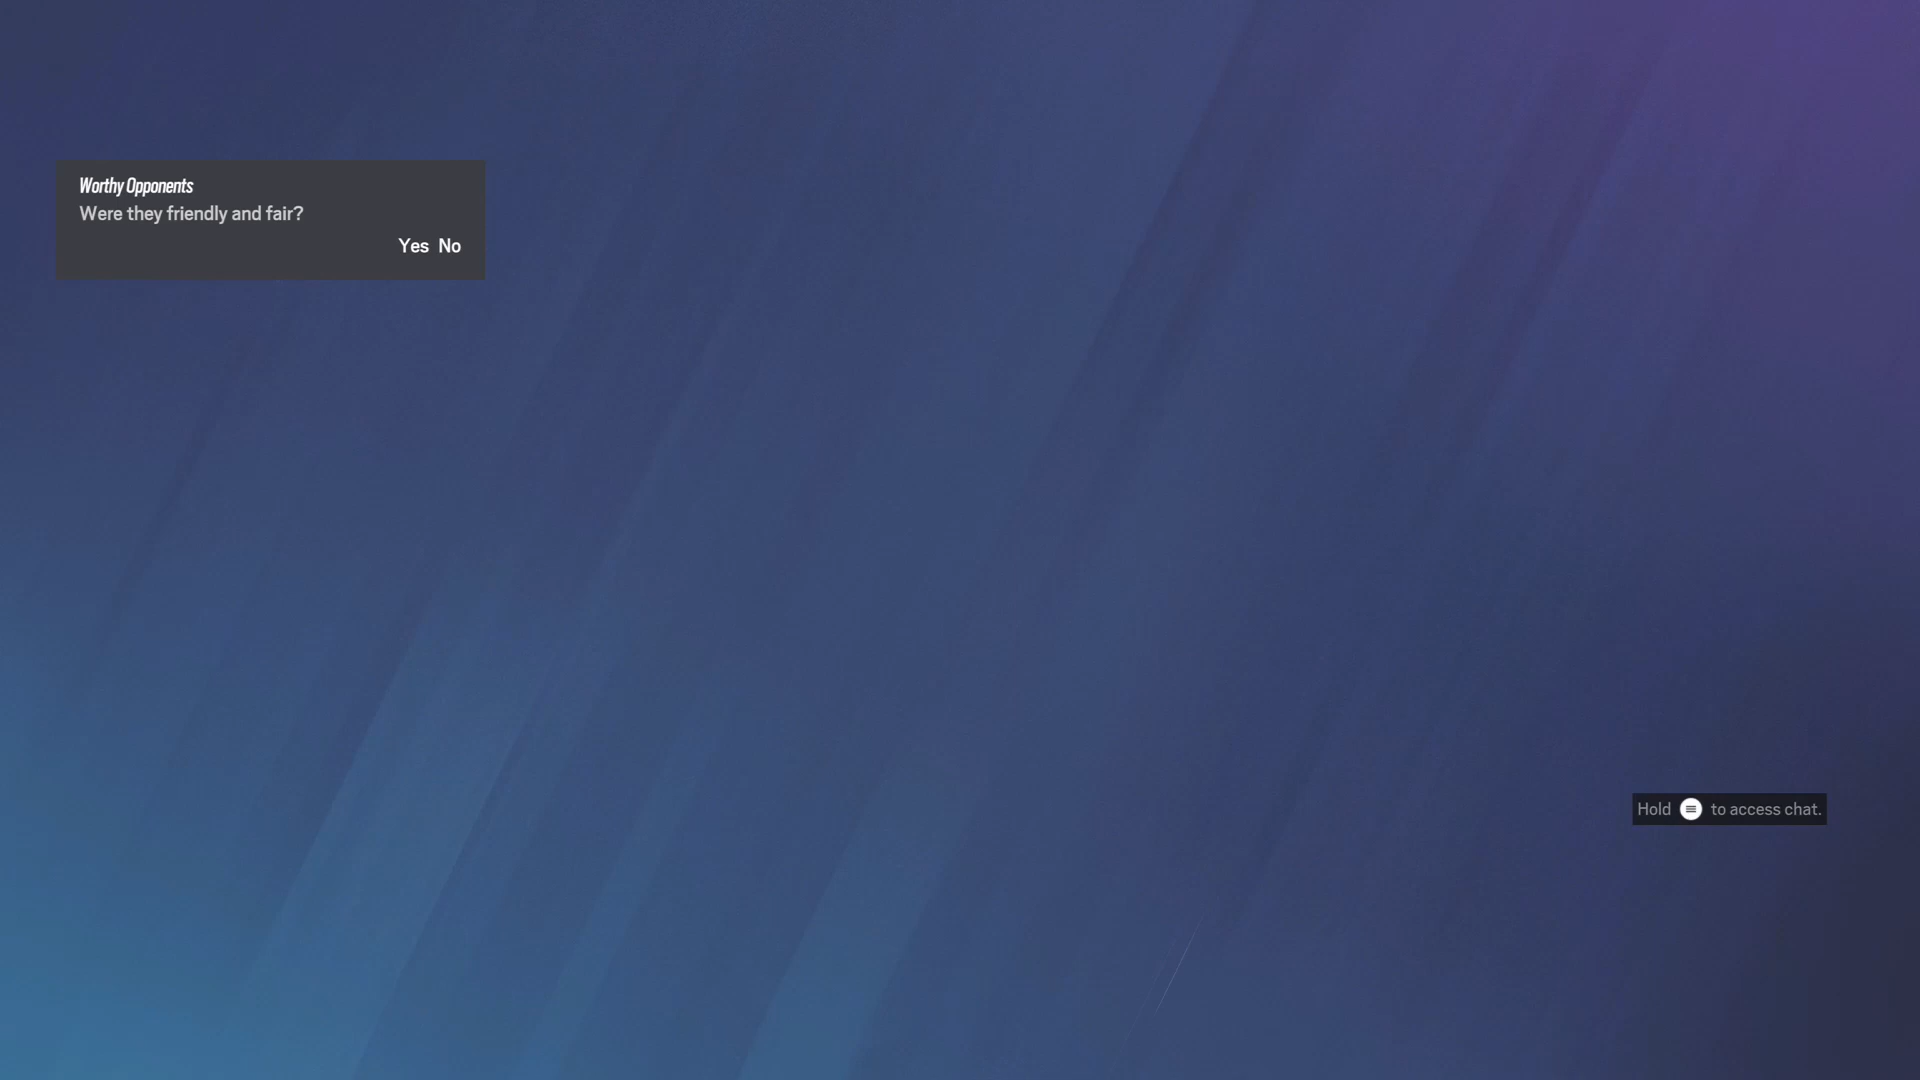 Worthy Opponents
Were they friendly and fair?
Yes No
Hold to access chat.